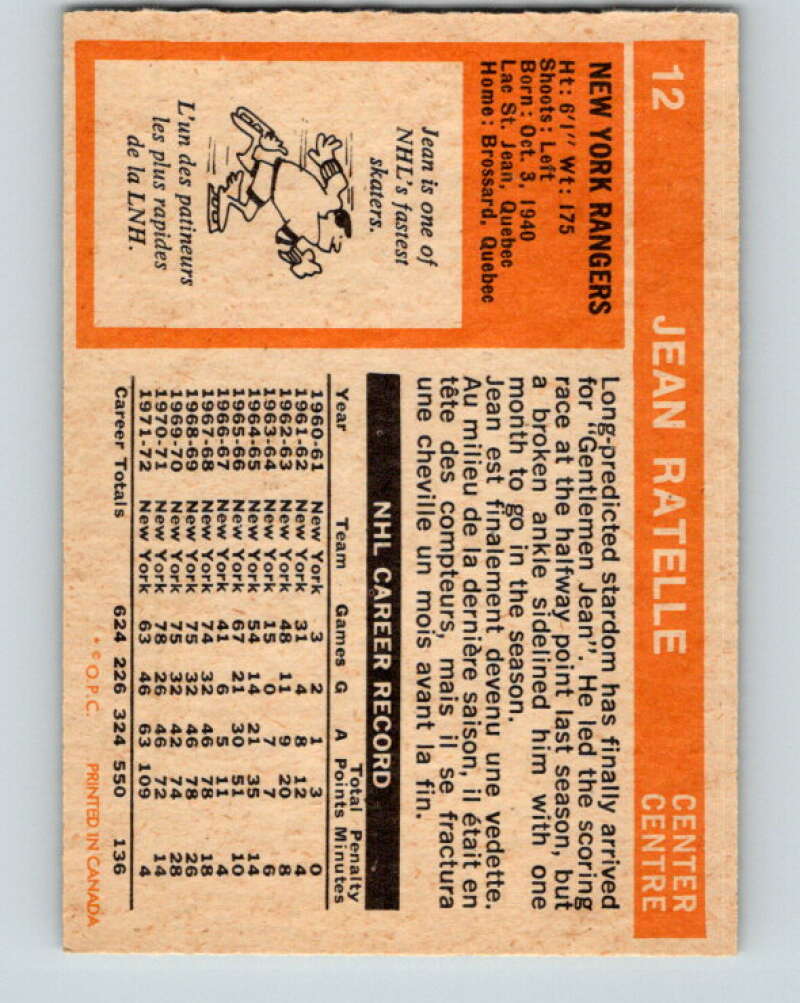 12 JEAN RATELLE CENTER
CENTRE
NEW YORK RANGERS
Ht: 6'1" Wt: 175
Shoots: Left
Born: Oct. 3, 1940
Lac St. Jean, Quebec
Home: Brossard, Quebec
Jean is one of
NHL's fastest
skaters.
L'un des patineurs
les plus rapides
de la LNH.
Long-predicted stardom has finally arrived
for "Gentlemen Jean". He led the scoring
race at the halfway point last season, but
a broken ankle sidelined him with one
month to go in the season.
Jean est finalement devenu une vedette.
Au milieu de la dernière saison, il était en
tête des compteurs, mais il se fractura
une cheville un mois avant la fin.
NHL CAREER RECORD
Total Penalty
Year Team Games G A Points Minutes
1960-61 New York 3 2 1 3 0
1961-62 New York 31 4 8 12 4
1962-63 New York 48 11 9 20 8
1963-64 New York 15 0 7 7 6
1964-65 New York 54 14 21 35 14
1965-66 New York 67 21 30 51 10
1966-67 New York 41 6 5 11 4
1967-68 New York 74 32 46 78 18
1968-69 New York 75 32 46 78 26
1969-70 New York 75 32 42 74 28
1970-71 New York 78 26 46 72 14
1971-72 New York 63 46 63 109 4
Career Totals 624 226 324 550 136
* © O.P.C. PRINTED IN CANADA